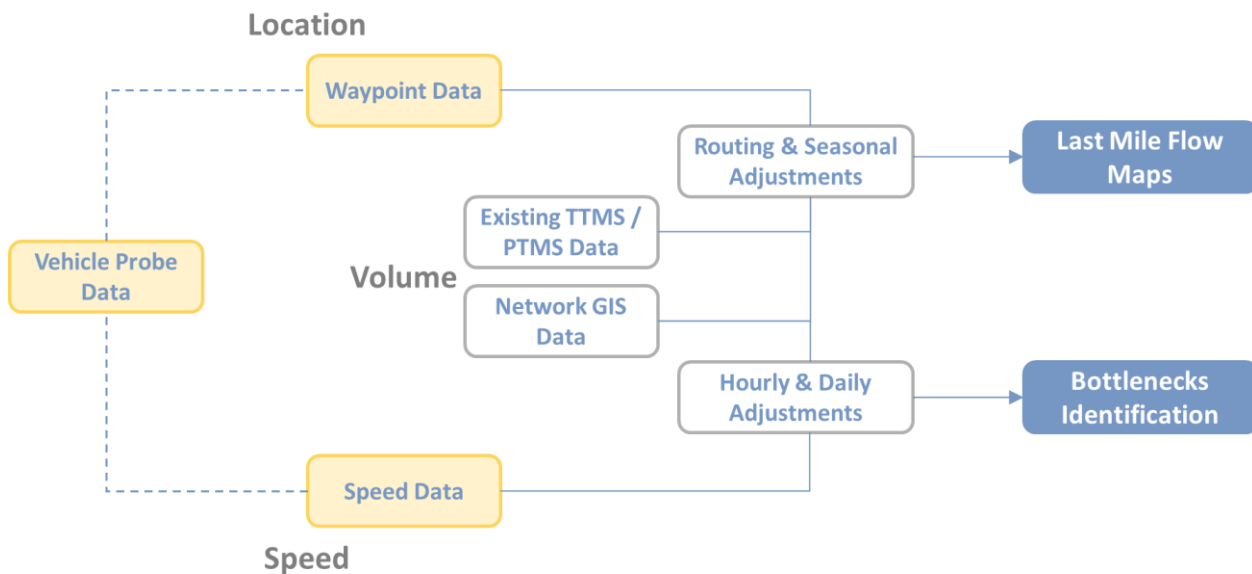 Location
Waypoint Data
Routing & Seasonal
Adjustments
Last Mile Flow
Maps
Existing TTMS /
PTMS Data
Vehicle Probe
Data
Volume
Network GIS
Data
Hourly & Daily
Adjustments
Bottlenecks
Identification
Speed Data
Speed